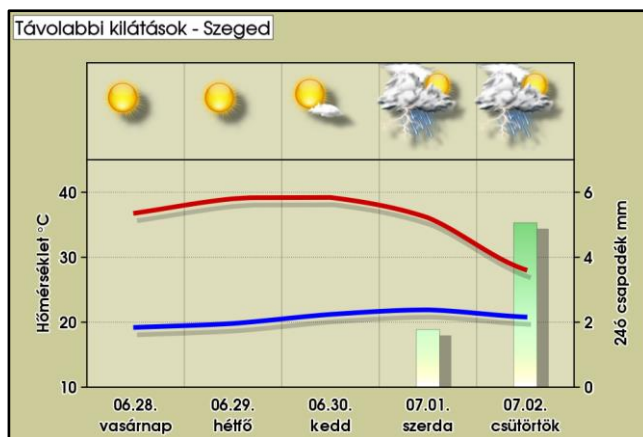 Távolabbi kilátások - Szeged
Hőmérséklet °C
40
30
20
10
6
4
2
0
24ó csapadék mm
06.28. 06.29. 06.30. 07.01. 07.02.
vasárnap hétfő kedd szerda csütörtök